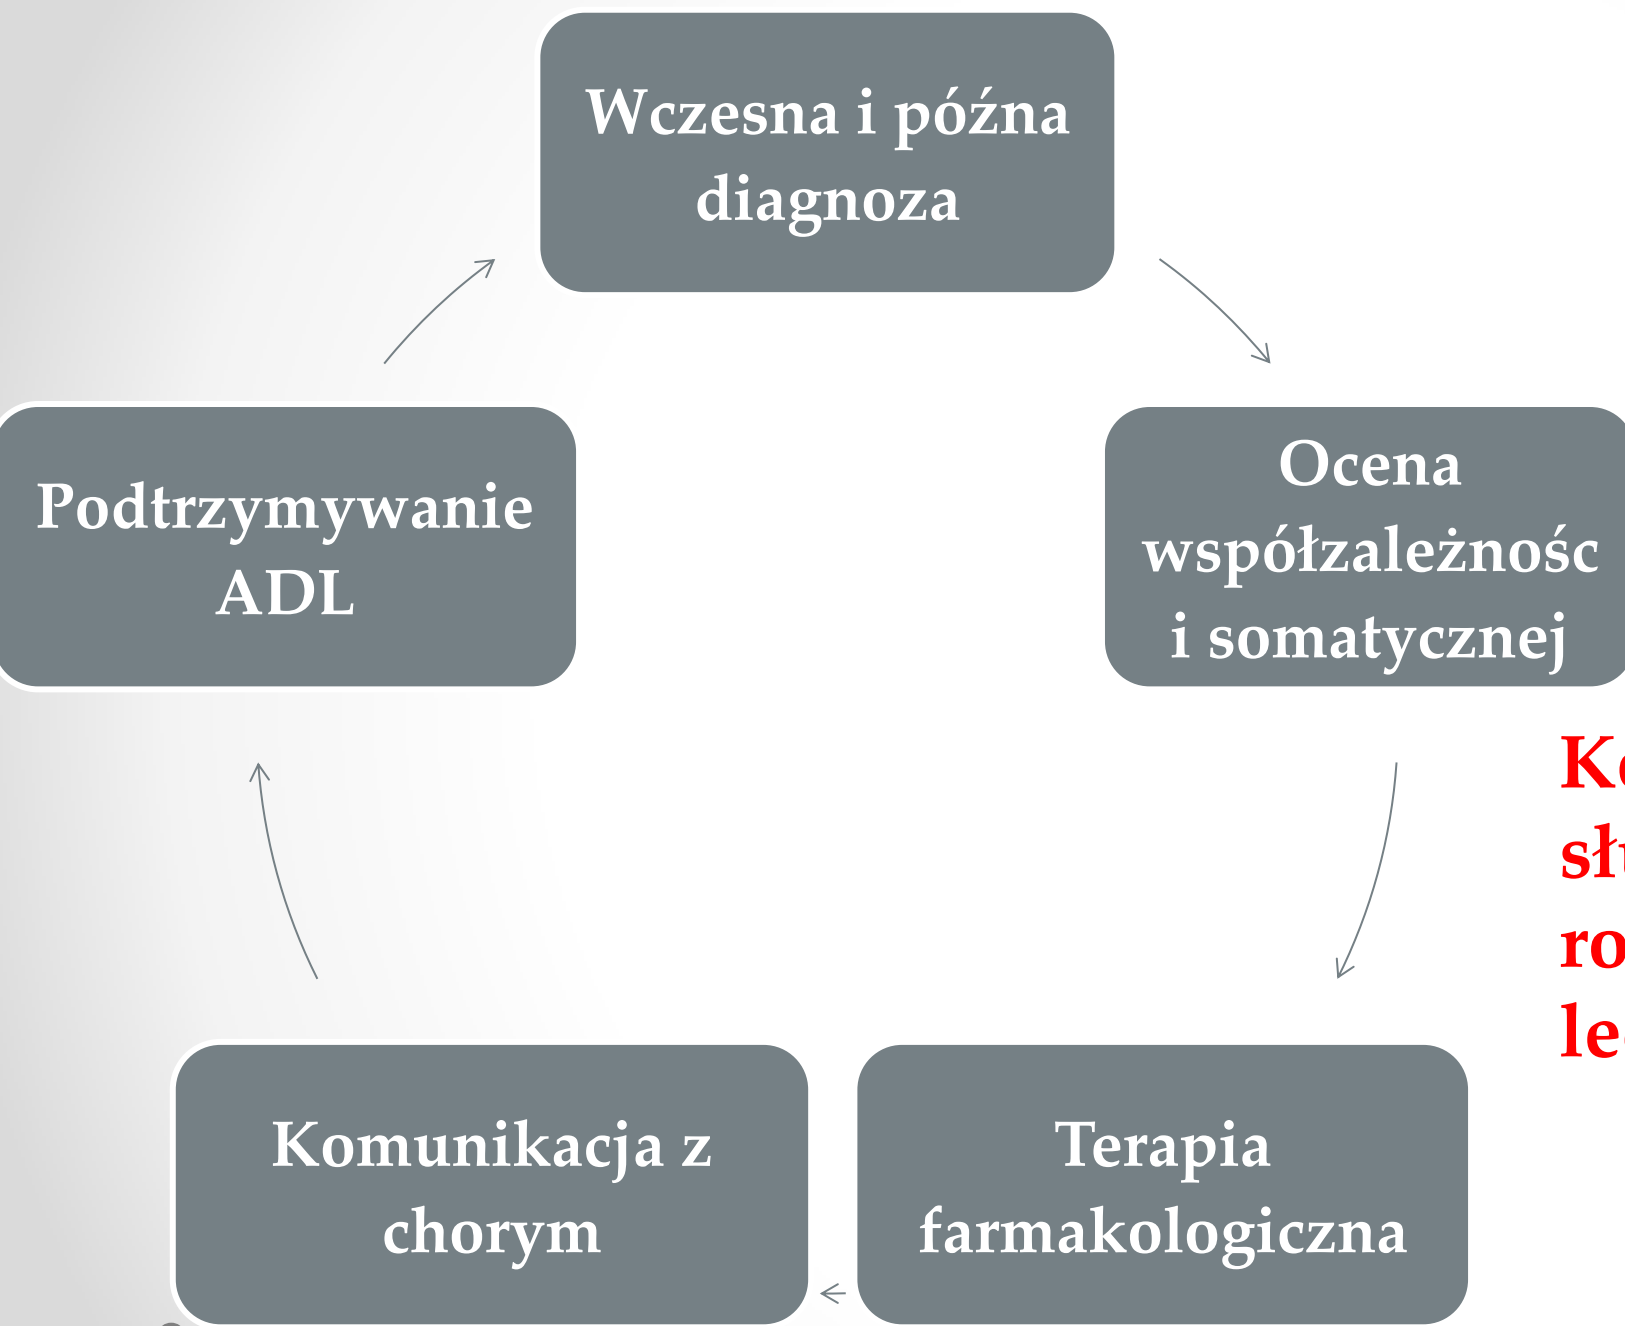 Wczesna i późna
diagnoza
Podtrzymywanie
ADL
Ocena
współzależnośc
i somatycznej
Komunikacja z
chorym
Terapia
farmakologiczna